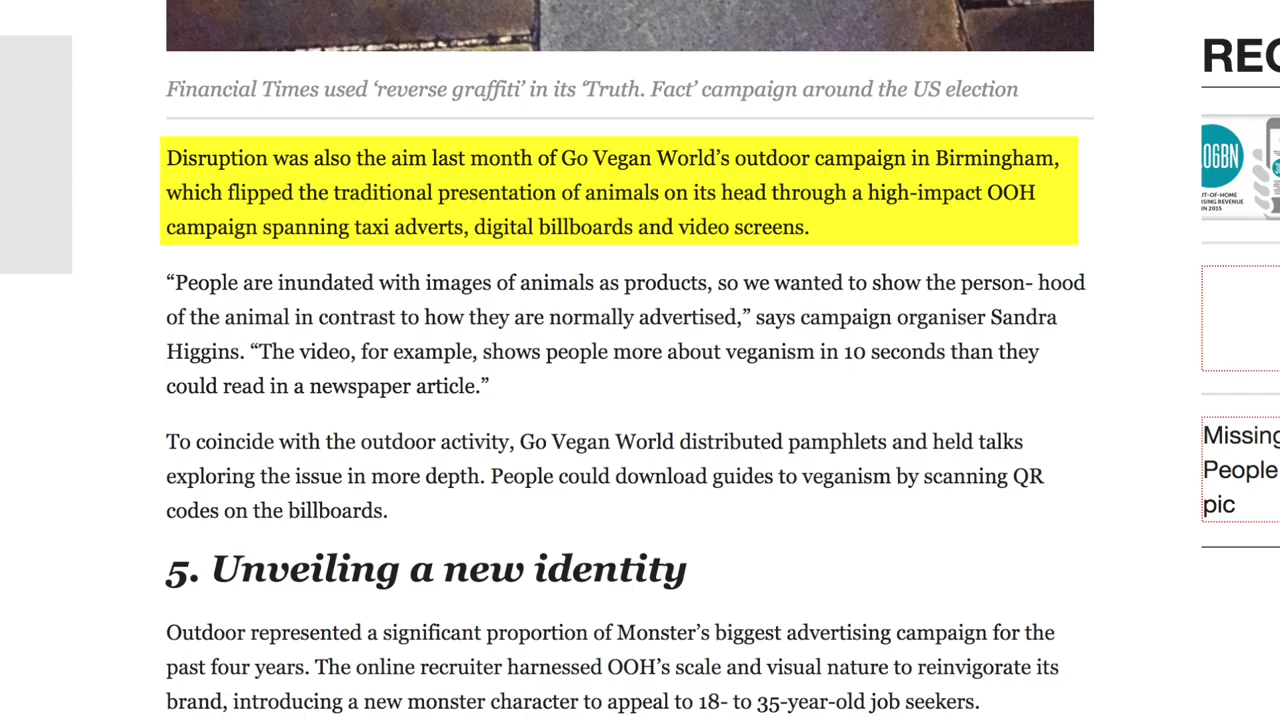 Financial Times used ‘reverse graffiti’ in its ‘Truth. Fact’ campaign around the US election
Disruption was also the aim last month of Go Vegan World’s outdoor campaign in Birmingham,
which flipped the traditional presentation of animals on its head through a high-impact OOH
campaign spanning taxi adverts, digital billboards and video screens.
“People are inundated with images of animals as products, so we wanted to show the person- hood
of the animal in contrast to how they are normally advertised,” says campaign organiser Sandra
Higgins. “The video, for example, shows people more about veganism in 10 seconds than they
could read in a newspaper article.”
To coincide with the outdoor activity, Go Vegan World distributed pamphlets and held talks
exploring the issue in more depth. People could download guides to veganism by scanning QR
codes on the billboards.
5. Unveiling a new identity
Outdoor represented a significant proportion of Monster’s biggest advertising campaign for the
past four years. The online recruiter harnessed OOH’s scale and visual nature to reinvigorate its
brand, introducing a new monster character to appeal to 18- to 35-year-old job seekers.
REC
.06BN
UT-OF-HOME
ISING REVENUE
IN 2015
Missing
People
pic